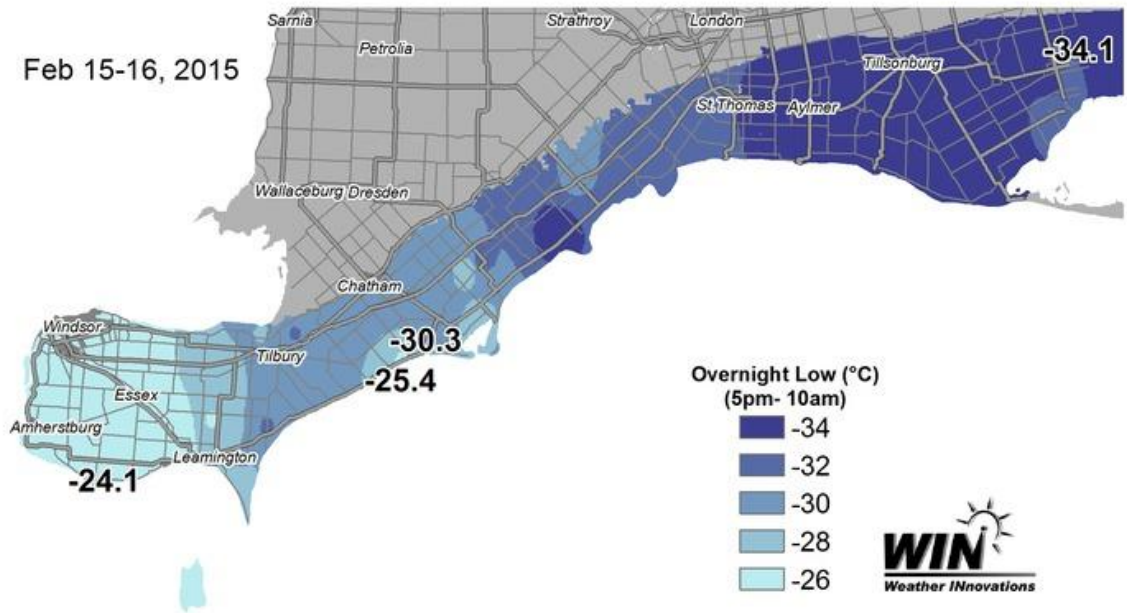 Sarnia
Strathroy
London
Petrolia
Feb 15-16, 2015
-34.1
Tillsonburg
St Thomas
Aylmer
Wallaceburg
Dresden
Chatham
Windsor
-30.3
Tilbury
-25.4
Essex
Amherstburg
Leamington
-24.1
Overnight Low (°C)
(5pm- 10am)
-34
-32
-30
-28
-26
WIN
Weather INnovations